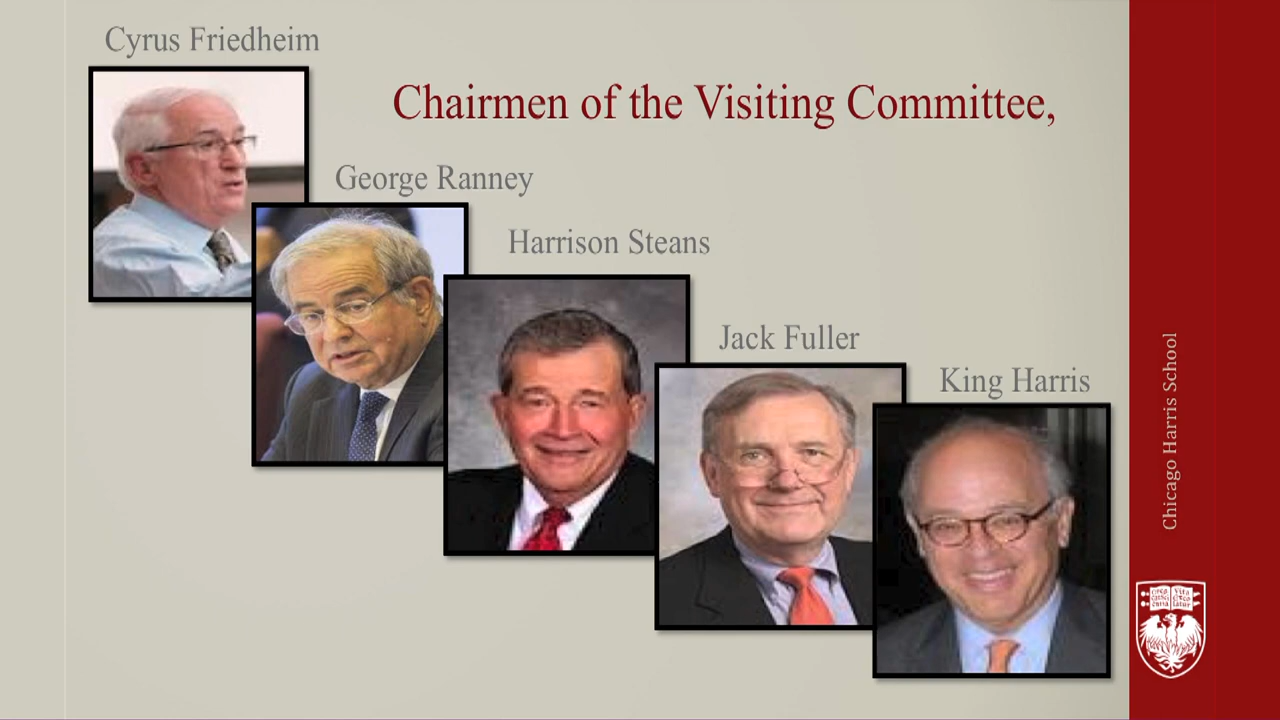 Cyrus Friedheim
Chairmen of the Visiting Committee,
George Ranney
Harrison Steans
Jack Fuller
King Harris
Chicago Harris School